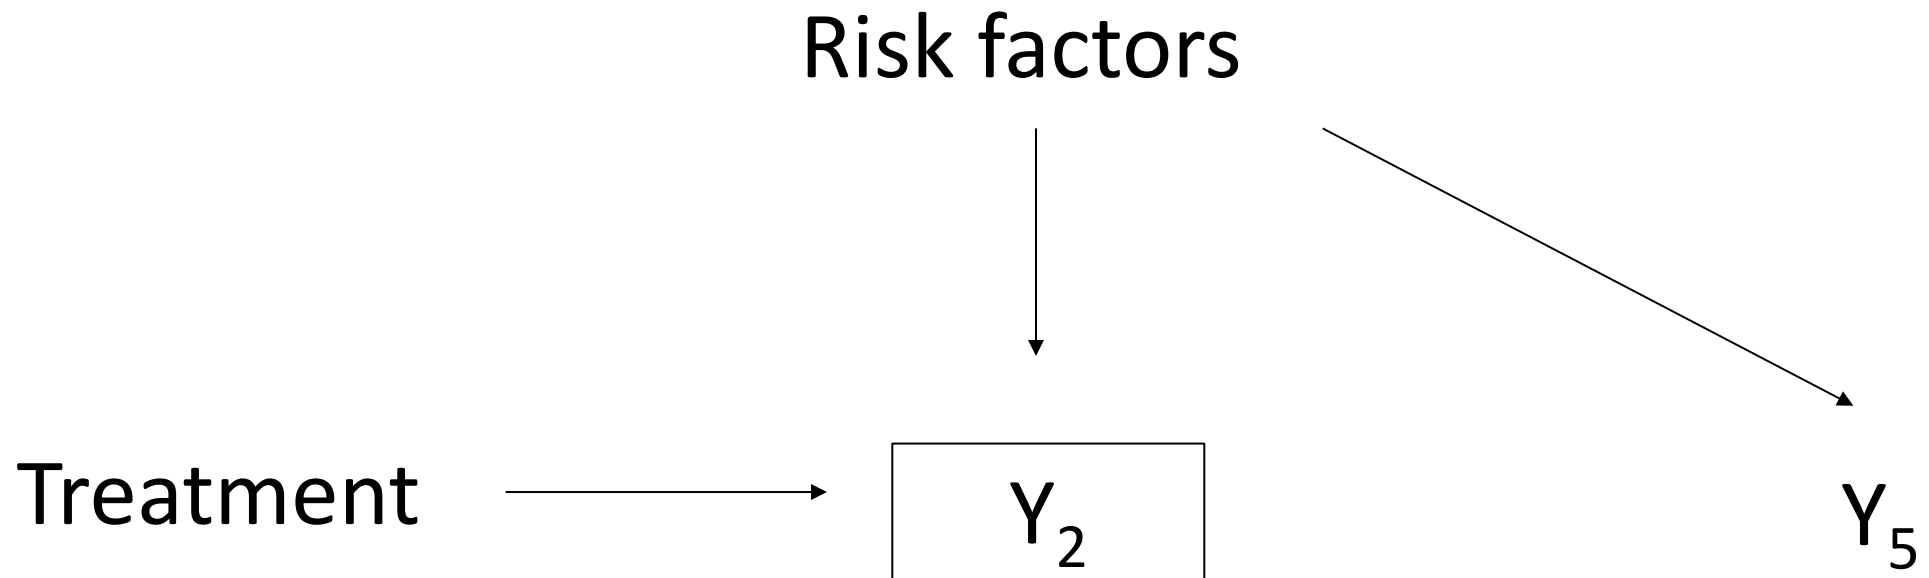 Risk factors
Treatment
Y₂
Y₅